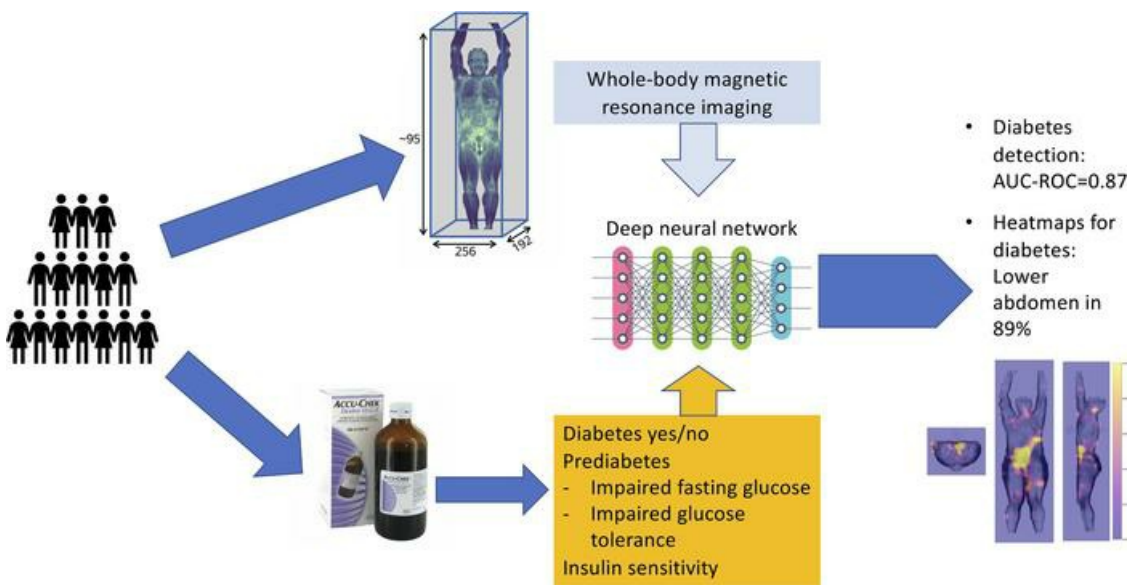 Whole-body magnetic
resonance imaging
~95
256
192
Deep neural network
• Diabetes
detection:
AUC-ROC=0.87
• Heatmaps for
diabetes:
Lower
abdomen in
89%
ACCU-CHEK
ACCU-CHEK
Diabetes yes/no
Prediabetes
- Impaired fasting glucose
- Impaired glucose
tolerance
Insulin sensitivity